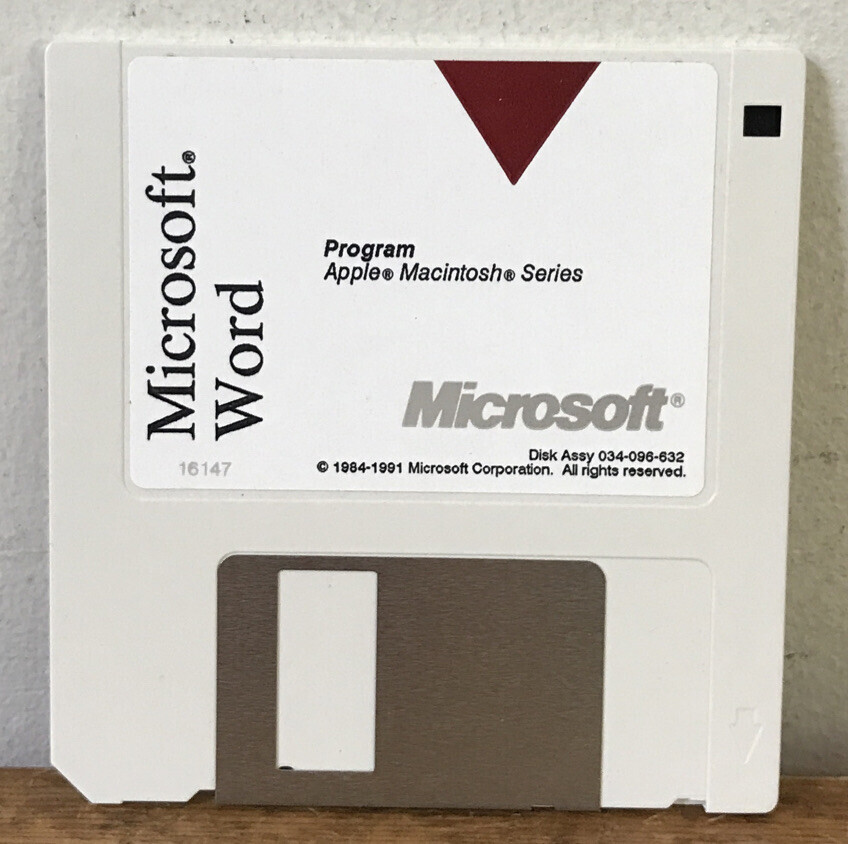 Microsoft®
Word
Program
Apple® Macintosh® Series
Microsoft®
Disk Assy 034-096-632
16147
© 1984-1991 Microsoft Corporation. All rights reserved.